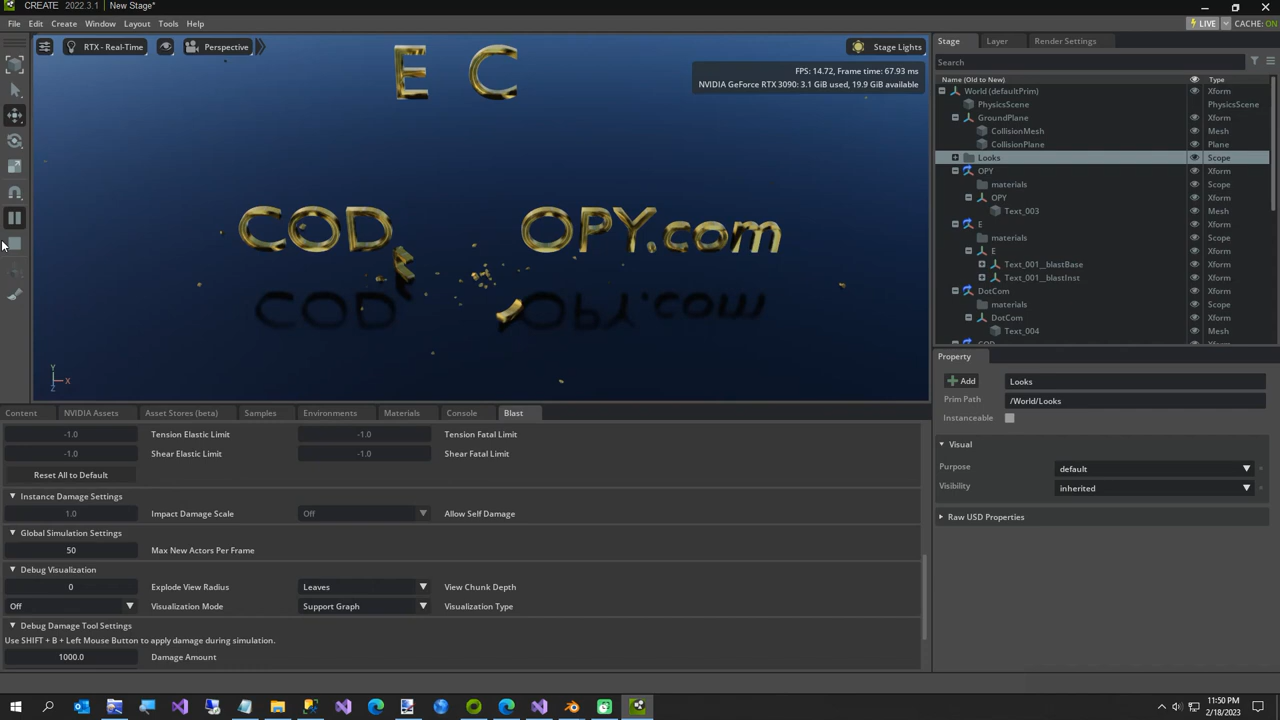 CREATE 2022.3.1 New Stage*
File Edit Create Window Layout Tools Help
LIVE CACHE: ON
RTX - Real-Time Perspective Stage Lights
FPS: 14.72, Frame time: 67.93 ms
NVIDIA GeForce RTX 3090: 3.1 GiB used, 19.9 GiB available
E C
COD OPY.com
Y
X
Z
Stage Layer Render Settings
Search
Name (Old to New) Type
World (defaultPrim) Xform
PhysicsScene PhysicsScene
GroundPlane Xform
CollisionMesh Mesh
CollisionPlane Plane
Looks Scope
OPY Xform
materials Scope
OPY Xform
Text_003 Mesh
E Xform
materials Scope
E Xform
Text_001__blastBase Xform
Text_001__blastInst Xform
DotCom Xform
materials Scope
DotCom Xform
Text_004 Mesh
COD
Property
Add Looks
Prim Path /World/Looks
Instanceable
Visual
Purpose default
Visibility inherited
Raw USD Properties
Content NVIDIA Assets Asset Stores (beta) Samples Environments Materials Console Blast
-1.0 Tension Elastic Limit -1.0 Tension Fatal Limit
-1.0 Shear Elastic Limit -1.0 Shear Fatal Limit
Reset All to Default
Instance Damage Settings
1.0 Impact Damage Scale Off Allow Self Damage
Global Simulation Settings
50 Max New Actors Per Frame
Debug Visualization
0 Explode View Radius Leaves View Chunk Depth
Off Visualization Mode Support Graph Visualization Type
Debug Damage Tool Settings
Use SHIFT + B + Left Mouse Button to apply damage during simulation.
1000.0 Damage Amount
11:50 PM
2/18/2023